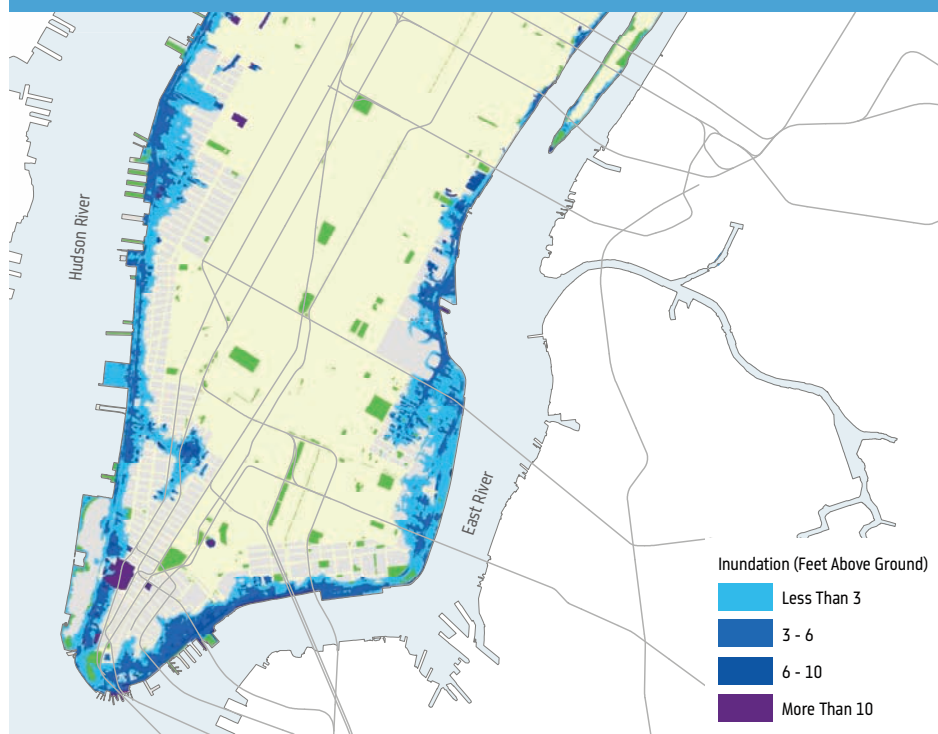 Hudson River
East River
Inundation (Feet Above Ground)
Less Than 3
3 - 6
6 - 10
More Than 10